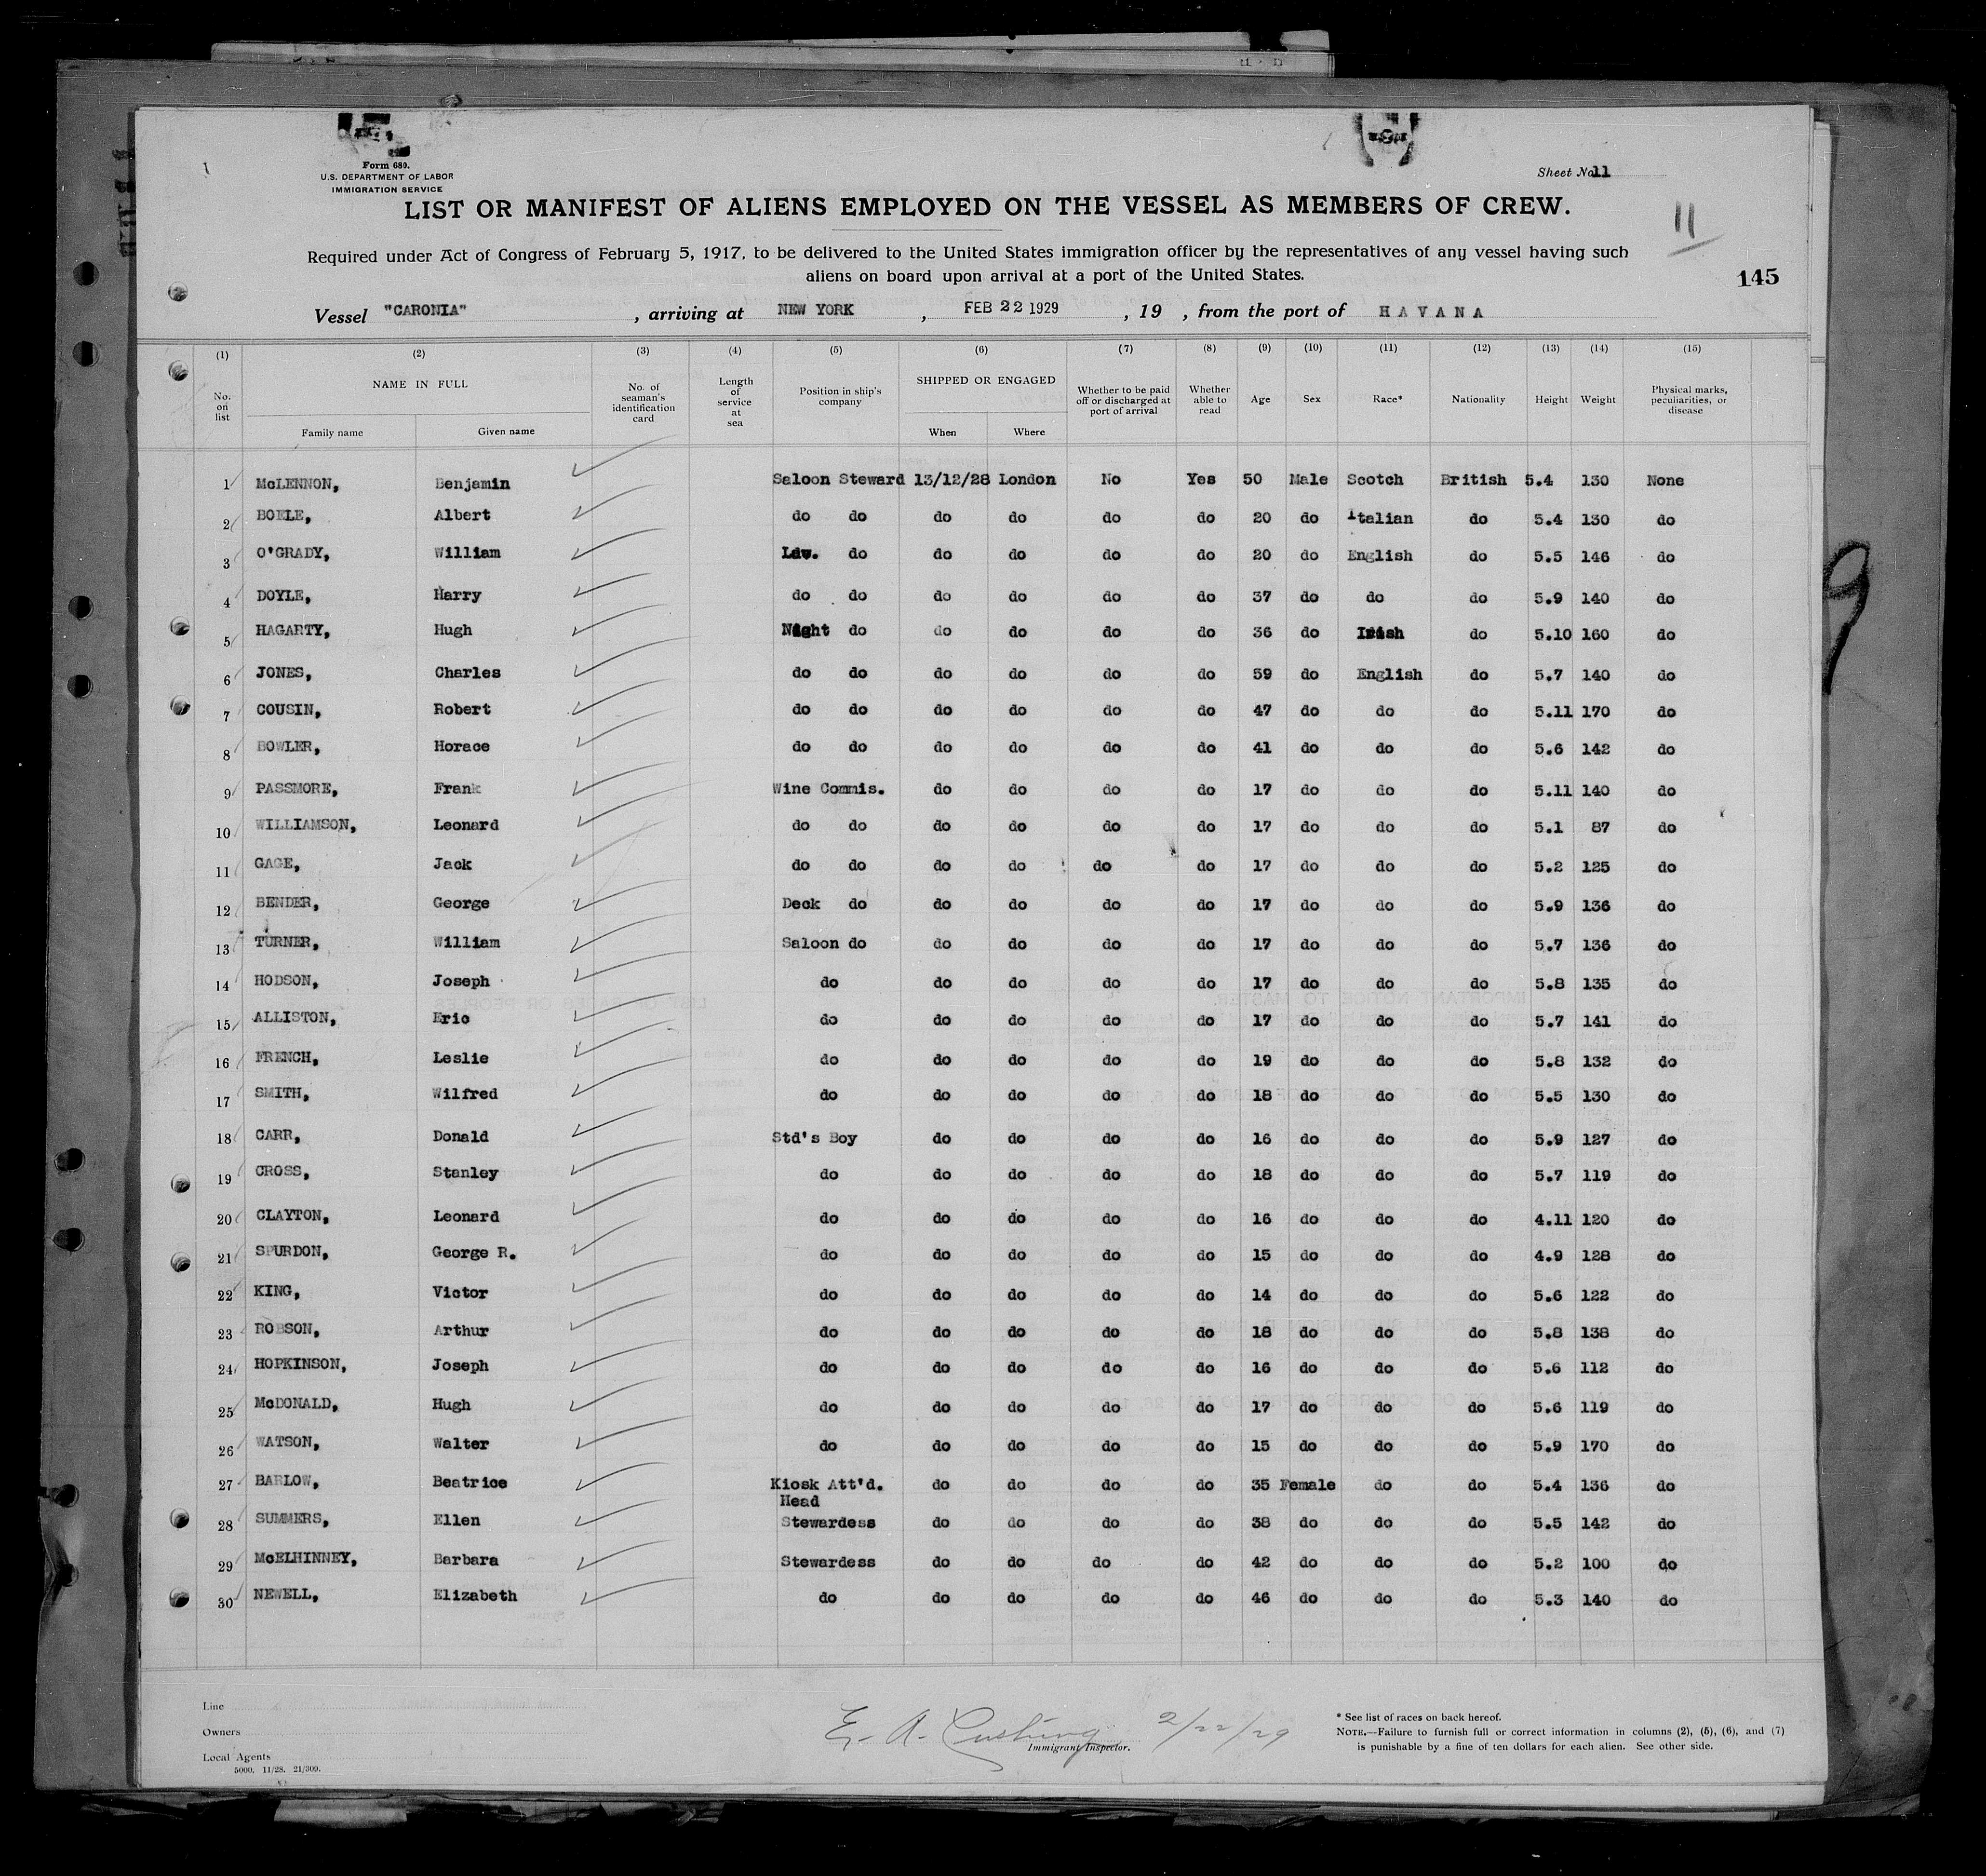 Form 680.
U.S. DEPARTMENT OF LABOR
IMMIGRATION SERVICE
Sheet No. 11
LIST OR MANIFEST OF ALIENS EMPLOYED ON THE VESSEL AS MEMBERS OF CREW.
11
Required under Act of Congress of February 5, 1917, to be delivered to the United States immigration officer by the representatives of any vessel having such
aliens on board upon arrival at a port of the United States.
145
Vessel "CARONIA", arriving at NEW YORK, FEB 22 1929, 19 , from the port of HAVANA
(1) (2) (3) (4) (5) (6) (7) (8) (9) (10) (11) (12) (13) (14) (15)
No. on list NAME IN FULL Family name Given name No. of seaman's identification card Length of service at sea Position in ship's company SHIPPED OR ENGAGED When Where Whether to be paid off or discharged at port of arrival Whether able to read Age Sex Race* Nationality Height Weight Physical marks, peculiarities, or disease
1 McLENNON, Benjamin Saloon Steward 13/12/28 London No Yes 50 Male Scotch British 5.4 130 None
2 BOELE, Albert do do do do do do 20 do Italian do 5.4 130 do
3 O'GRADY, William Ldv. do do do do do 20 do English do 5.5 146 do
4 DOYLE, Harry do do do do do do 37 do do do 5.9 140 do
5 HAGARTY, Hugh Night do do do do do 36 do Irish do 5.10 160 do
6 JONES, Charles do do do do do do 59 do English do 5.7 140 do
7 COUSIN, Robert do do do do do do 47 do do do 5.11 170 do
8 BOWLER, Horace do do do do do do 41 do do do 5.6 142 do
9 PASSMORE, Frank Wine Commis. do do do do 17 do do do 5.11 140 do
10 WILLIAMSON, Leonard do do do do do do 17 do do do 5.1 87 do
11 GAGE, Jack do do do do do do 17 do do do 5.2 125 do
12 BENDER, George Deck do do do do do 17 do do do 5.9 136 do
13 TURNER, William Saloon do do do do do 17 do do do 5.7 136 do
14 HODSON, Joseph do do do do do 17 do do do 5.8 135 do
15 ALLISTON, Eric do do do do do 17 do do do 5.7 141 do
16 FRENCH, Leslie do do do do do 19 do do do 5.8 132 do
17 SMITH, Wilfred do do do do do 18 do do do 5.5 130 do
18 CARR, Donald Std's Boy do do do do 16 do do do 5.9 127 do
19 CROSS, Stanley do do do do do 18 do do do 5.7 119 do
20 CLAYTON, Leonard do do do do do 16 do do do 4.11 120 do
21 SPURDON, George R. do do do do do 15 do do do 4.9 128 do
22 KING, Victor do do do do do 14 do do do 5.6 122 do
23 ROBSON, Arthur do do do do do 18 do do do 5.8 138 do
24 HOPKINSON, Joseph do do do do do 16 do do do 5.6 112 do
25 McDONALD, Hugh do do do do do 17 do do do 5.6 119 do
26 WATSON, Walter do do do do do 15 do do do 5.9 170 do
27 BARLOW, Beatrice Kiosk Att'd. do do do do 35 Female do do 5.4 136 do
28 SUMMERS, Ellen Head Stewardess do do do do 38 do do do 5.5 142 do
29 McELHINNEY, Barbara Stewardess do do do do 42 do do do 5.2 100 do
30 NEWELL, Elizabeth do do do do do 46 do do do 5.3 140 do
Line
Owners
Local Agents
5000. 11/28. 21/309.
E. A. Cushing 2/22/29
Immigrant Inspector.
* See list of races on back hereof.
NOTE.—Failure to furnish full or correct information in columns (2), (5), (6), and (7)
is punishable by a fine of ten dollars for each alien. See other side.
9